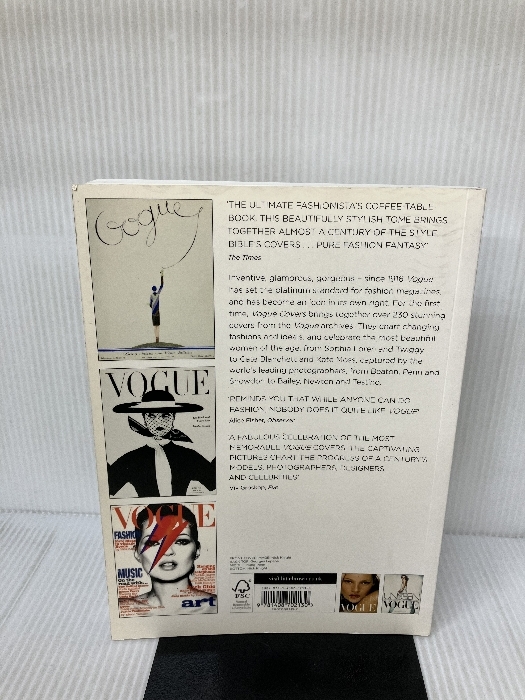 Vogue
'THE ULTIMATE FASHIONISTA'S COFFEE TABLE
BOOK. THIS BEAUTIFULLY STYLISH TOME BRINGS
TOGETHER ALMOST A CENTURY OF THE STYLE
BIBLE'S COVERS . . . PURE FASHION FANTASY'
The Times
Inventive, glamorous, gorgeous – since 1916 Vogue
has set the platinum standard for fashion magazines,
and has become an icon in its own right. For the first
time, Vogue Covers brings together over 230 stunning
covers from the Vogue archives. They chart changing
fashions and ideals, and celebrate the most beautiful
women of the age, from Sophia Loren and Twiggy
to Cate Blanchett and Kate Moss, captured by the
world's leading photographers, from Beaton, Penn and
Snowdon to Bailey, Newton and Testino.
'REMINDS YOU THAT WHILE ANYONE CAN DO
FASHION, NOBODY DOES IT QUITE LIKE VOGUE'
Alice Fisher, Observer
'A FABULOUS CELEBRATION OF THE MOST
MEMORABLE VOGUE COVERS. THE CAPTIVATING
PICTURES CHART THE PROGRESS OF A CENTURY'S
MODELS, PHOTOGRAPHERS, DESIGNERS
AND CELEBRITIES'
Viv Groskop, Eve
VOGUE
VOGUE
FASHION
MUSIC
art
FSC
VOGUE
VOGUE